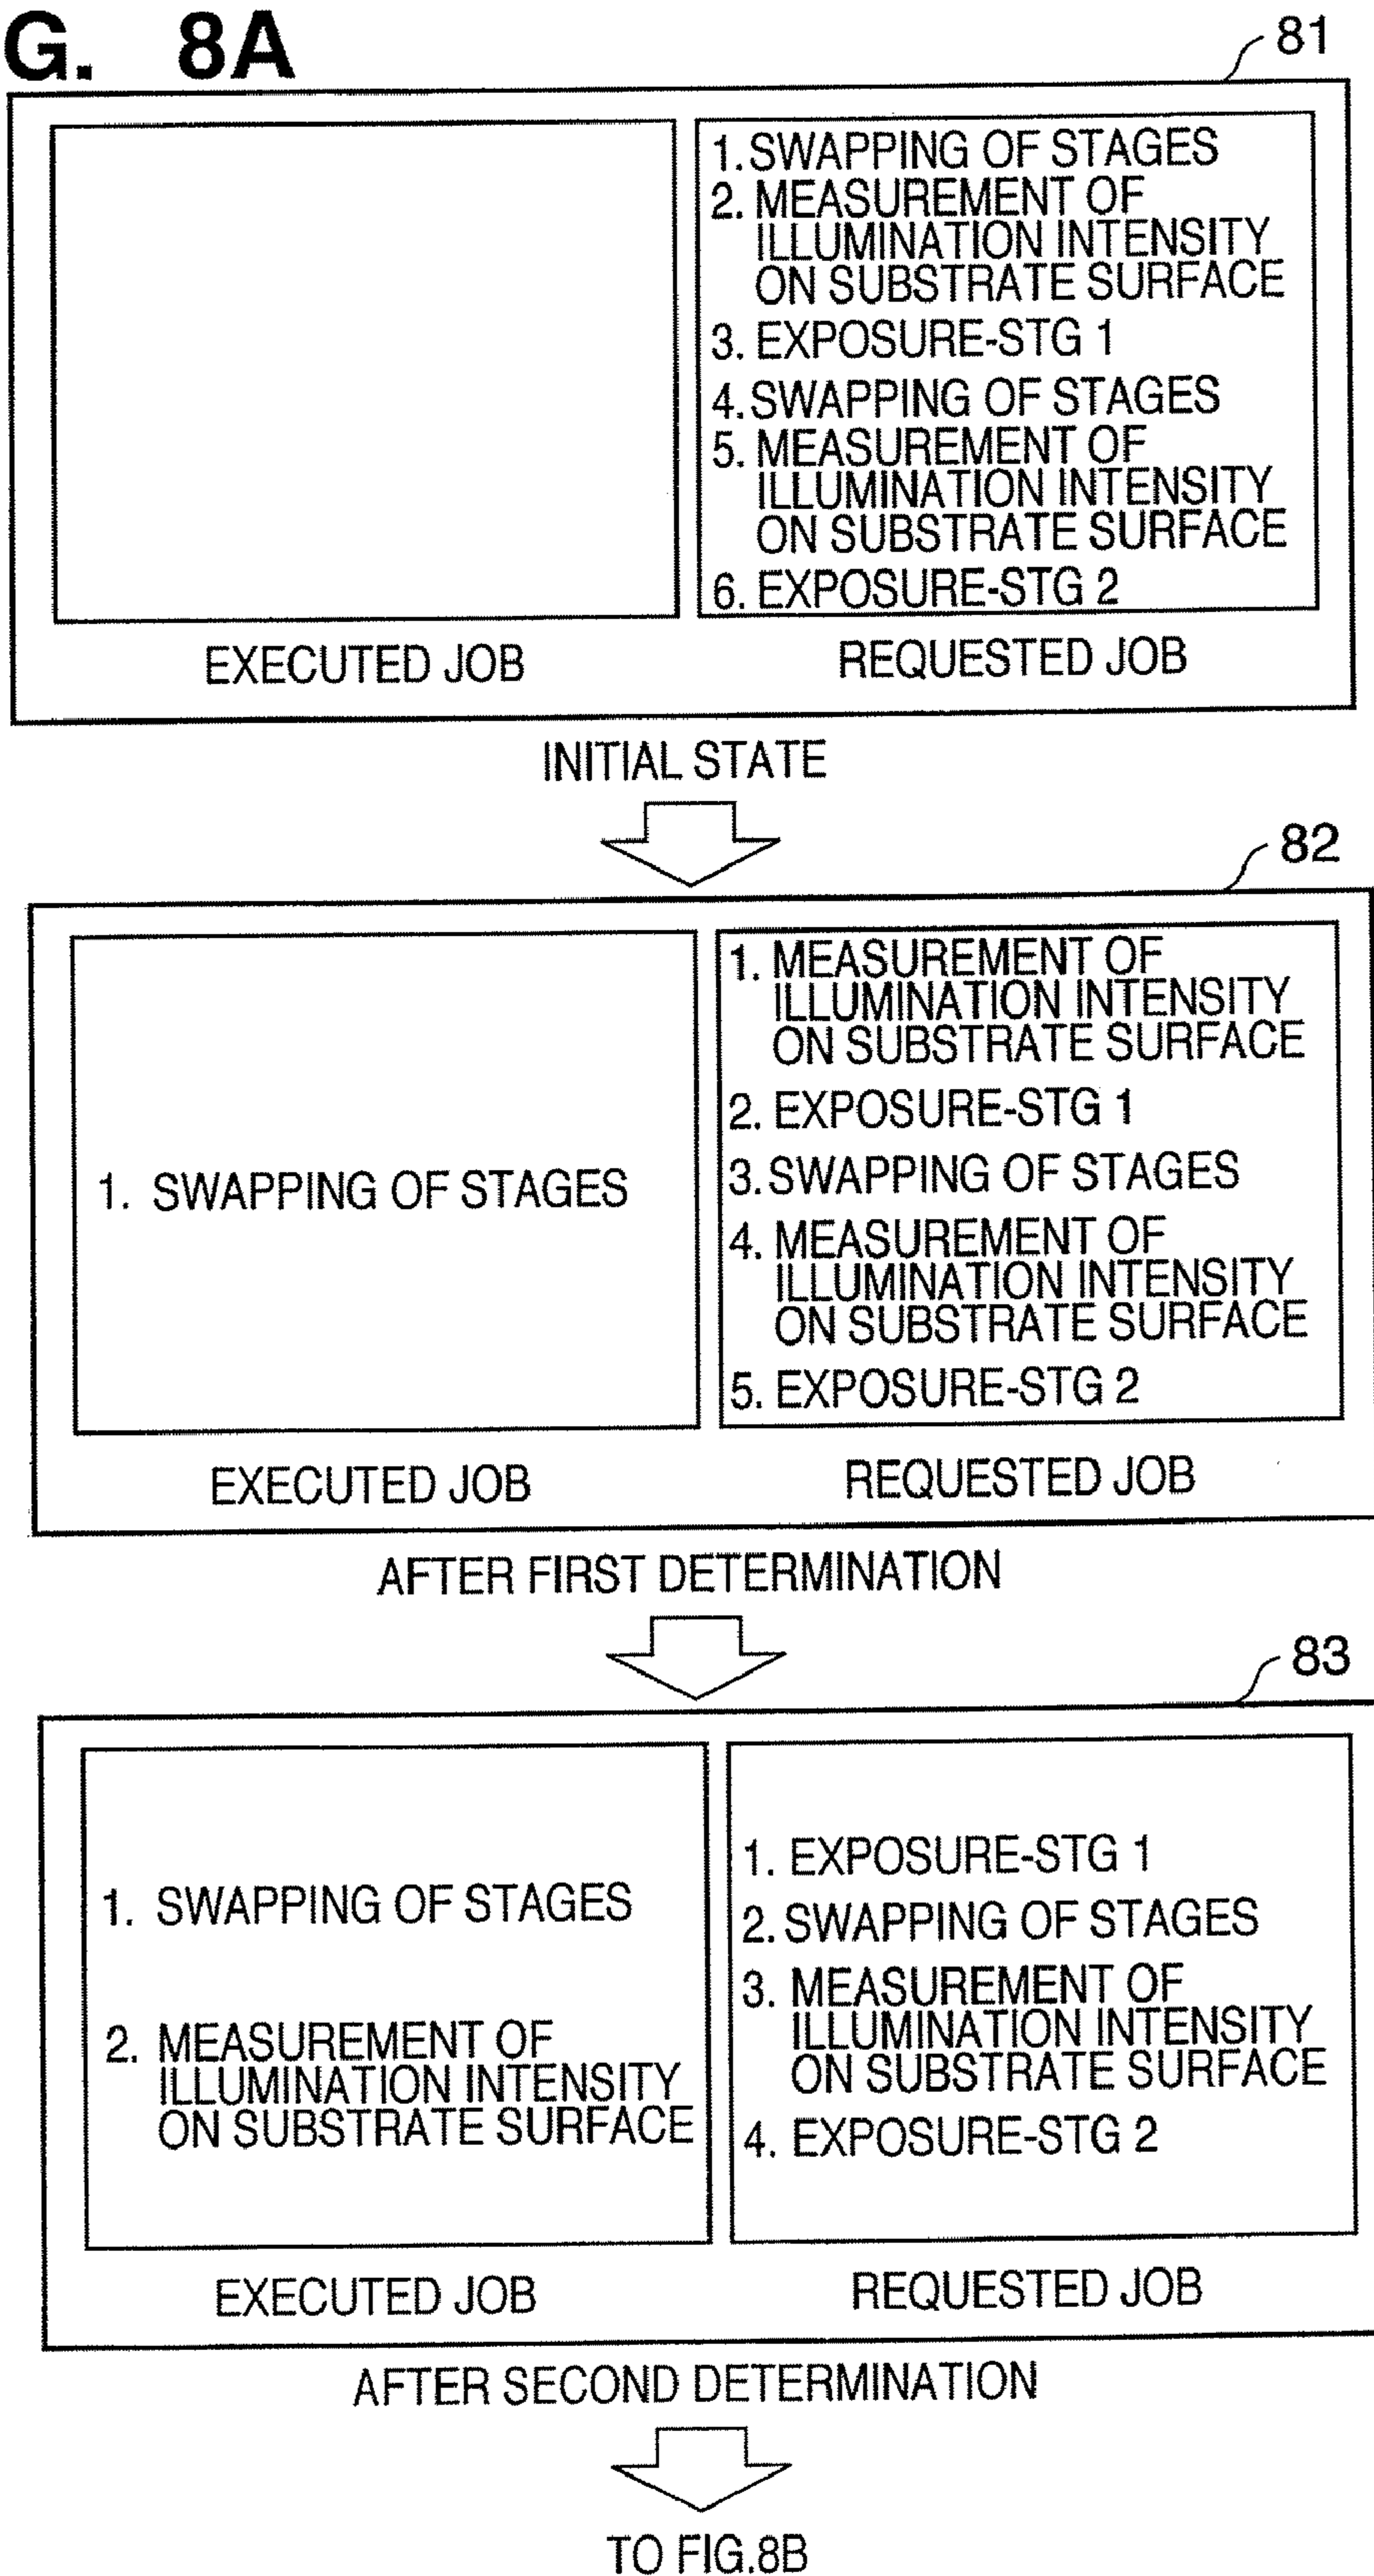 G. 8A
81
1. SWAPPING OF STAGES
2. MEASUREMENT OF
ILLUMINATION INTENSITY
ON SUBSTRATE SURFACE
3. EXPOSURE-STG 1
4. SWAPPING OF STAGES
5. MEASUREMENT OF
ILLUMINATION INTENSITY
ON SUBSTRATE SURFACE
6. EXPOSURE-STG 2
EXECUTED JOB
REQUESTED JOB
INITIAL STATE
82
1. SWAPPING OF STAGES
1. MEASUREMENT OF
ILLUMINATION INTENSITY
ON SUBSTRATE SURFACE
2. EXPOSURE-STG 1
3. SWAPPING OF STAGES
4. MEASUREMENT OF
ILLUMINATION INTENSITY
ON SUBSTRATE SURFACE
5. EXPOSURE-STG 2
EXECUTED JOB
REQUESTED JOB
AFTER FIRST DETERMINATION
83
1. SWAPPING OF STAGES
2. MEASUREMENT OF
ILLUMINATION INTENSITY
ON SUBSTRATE SURFACE
1. EXPOSURE-STG 1
2. SWAPPING OF STAGES
3. MEASUREMENT OF
ILLUMINATION INTENSITY
ON SUBSTRATE SURFACE
4. EXPOSURE-STG 2
EXECUTED JOB
REQUESTED JOB
AFTER SECOND DETERMINATION
TO FIG.8B